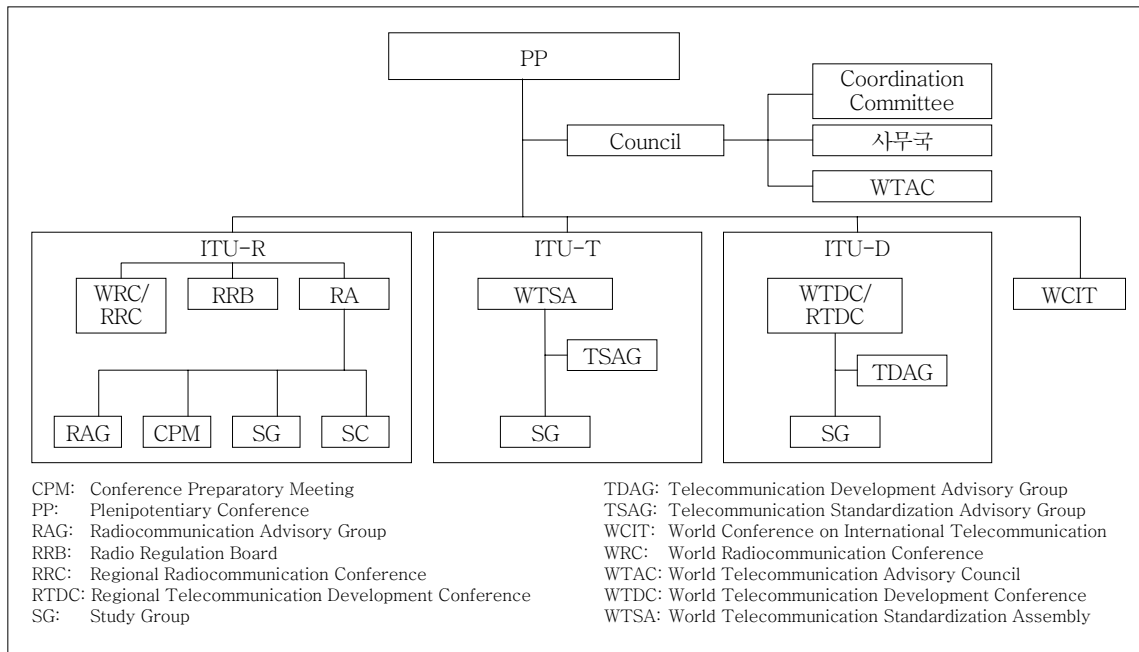 PP
Coordination
Committee
Council
사무국
WTAC
ITU-R
ITU-T
ITU-D
WRC/
RRC
RRB
RA
WTSA
WTDC/
RTDC
WCIT
TSAG
TDAG
RAG
CPM
SG
SC
SG
SG
CPM: Conference Preparatory Meeting
PP: Plenipotentiary Conference
RAG: Radiocommunication Advisory Group
RRB: Radio Regulation Board
RRC: Regional Radiocommunication Conference
RTDC: Regional Telecommunication Development Conference
SG: Study Group
TDAG: Telecommunication Development Advisory Group
TSAG: Telecommunication Standardization Advisory Group
WCIT: World Conference on International Telecommunication
WRC: World Radiocommunication Conference
WTAC: World Telecommunication Advisory Council
WTDC: World Telecommunication Development Conference
WTSA: World Telecommunication Standardization Assembly